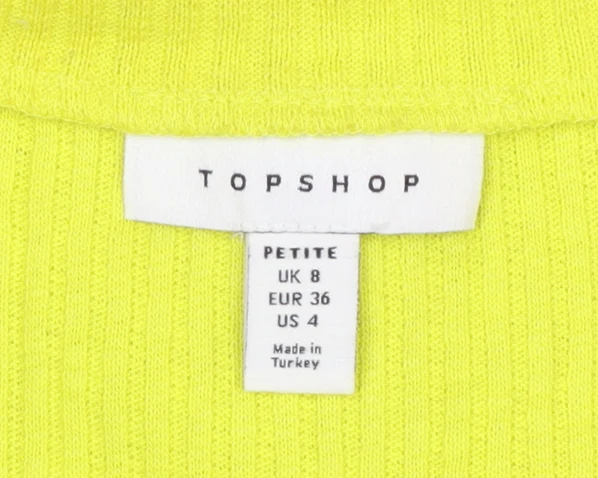 TOPSHOP
PETITE
UK 8
EUR 36
US 4
Made in
Turkey